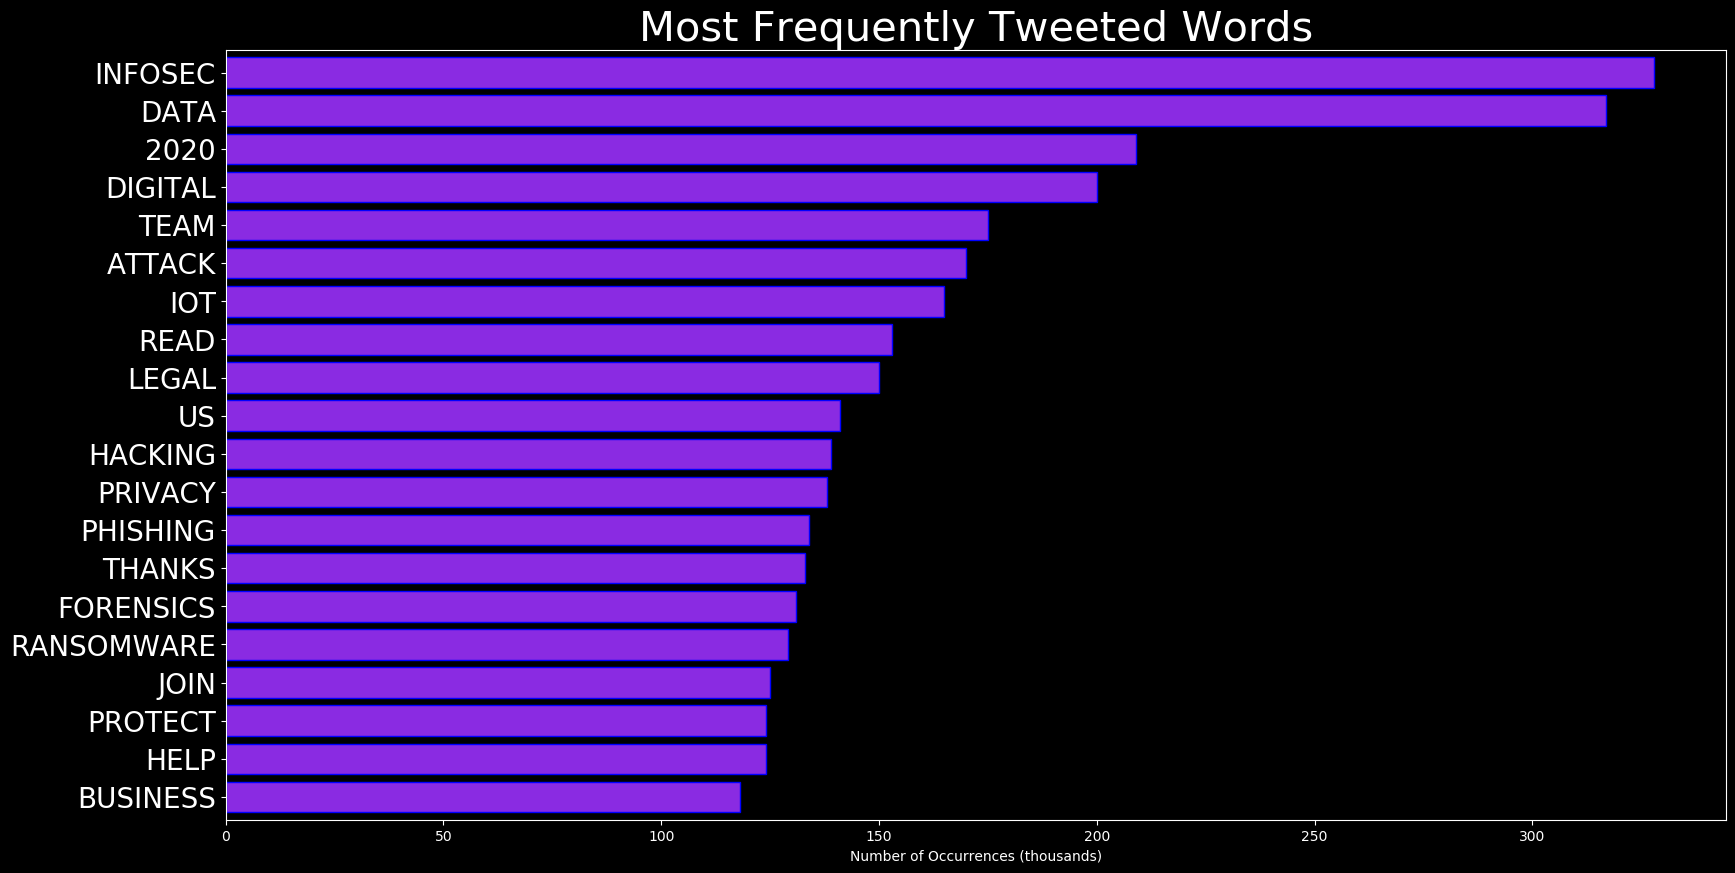 Most Frequently Tweeted Words
INFOSEC
DATA
2020
DIGITAL
TEAM
ATTACK
IOT
READ
LEGAL
US
HACKING
PRIVACY
PHISHING
THANKS
FORENSICS
RANSOMWARE
JOIN
PROTECT
HELP
BUSINESS
0 50 100 150 200 250 300
Number of Occurrences (thousands)